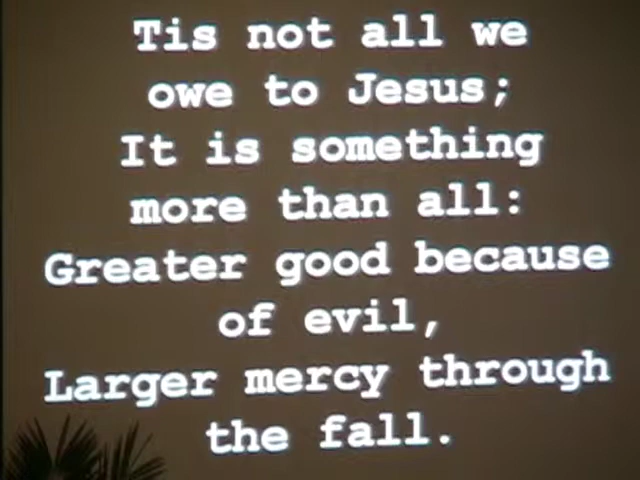 Tis not all we
owe to Jesus;
It is something
more than all:
Greater good because
of evil,
Larger mercy through
the fall.